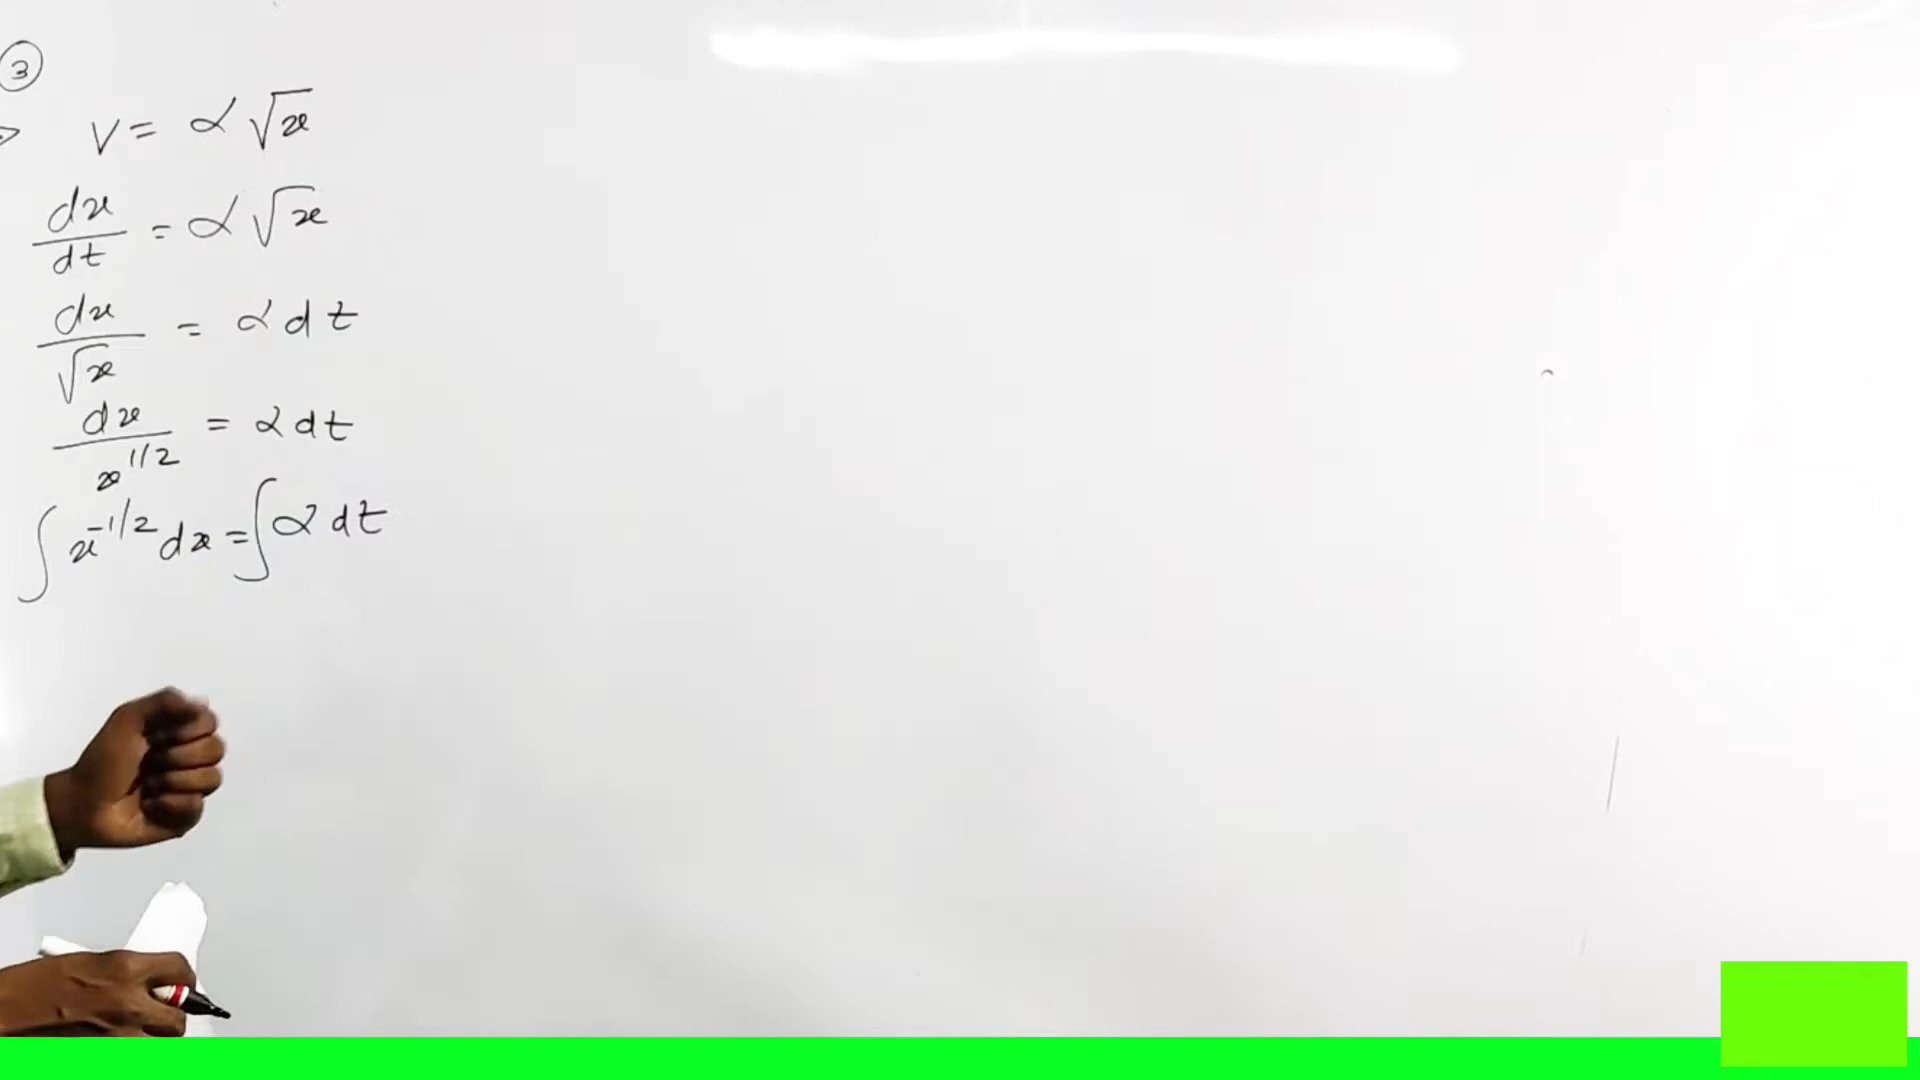 ③
V = α √x
dx/dt = α √x
dx/√x = α dt
dx/x^1/2 = α dt
∫ x^-1/2 dx = ∫ α dt